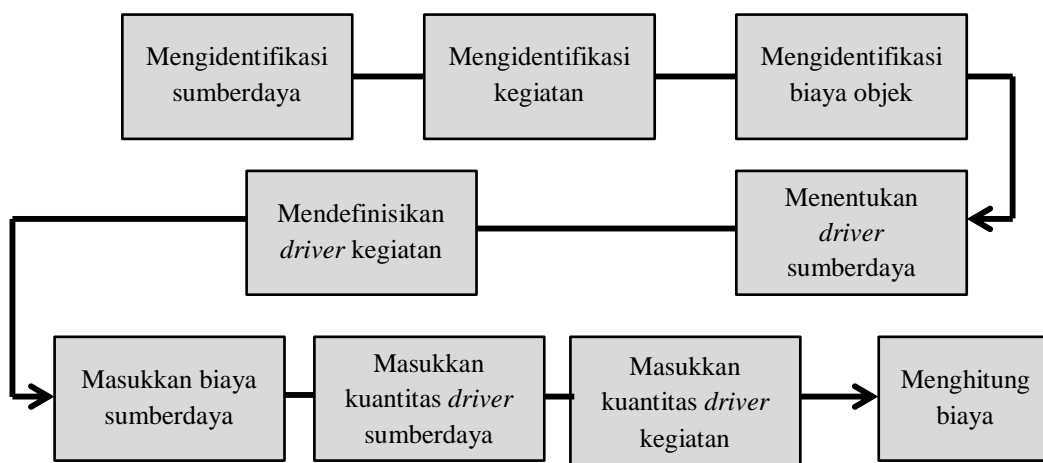 Mengidentifikasi
sumberdaya
Mengidentifikasi
kegiatan
Mengidentifikasi
biaya objek
Menentukan
driver
sumberdaya
Mendefinisikan
driver kegiatan
Masukkan biaya
sumberdaya
Masukkan
kuantitas driver
sumberdaya
Masukkan
kuantitas driver
kegiatan
Menghitung
biaya